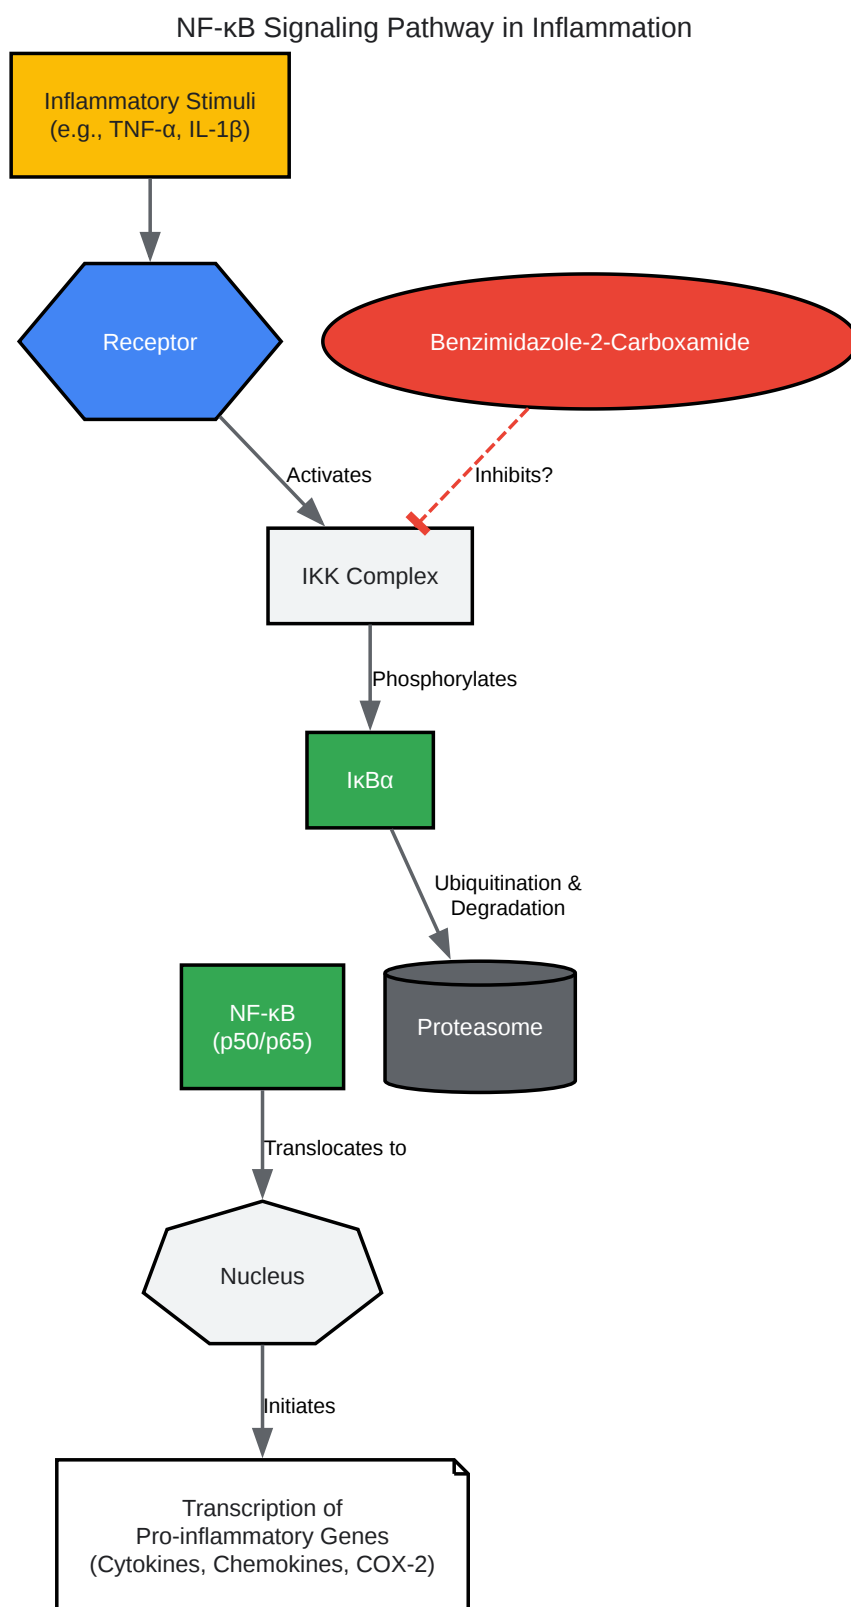 NF-κB Signaling Pathway in Inflammation
Inflammatory Stimuli
(e.g., TNF-α, IL-1β)
Receptor
Benzimidazole-2-Carboxamide
Activates
Inhibits?
IKK Complex
Phosphorylates
IκBα
Ubiquitination &
Degradation
NF-κB
(p50/p65)
Proteasome
Translocates to
Nucleus
Initiates
Transcription of
Pro-inflammatory Genes
(Cytokines, Chemokines, COX-2)